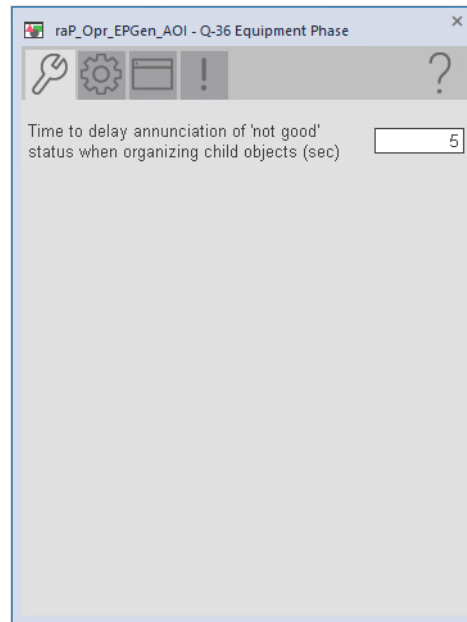 raP_Opr_EPGen_AOI - Q-36 Equipment Phase
Time to delay annunciation of 'not good'
status when organizing child objects (sec)
5